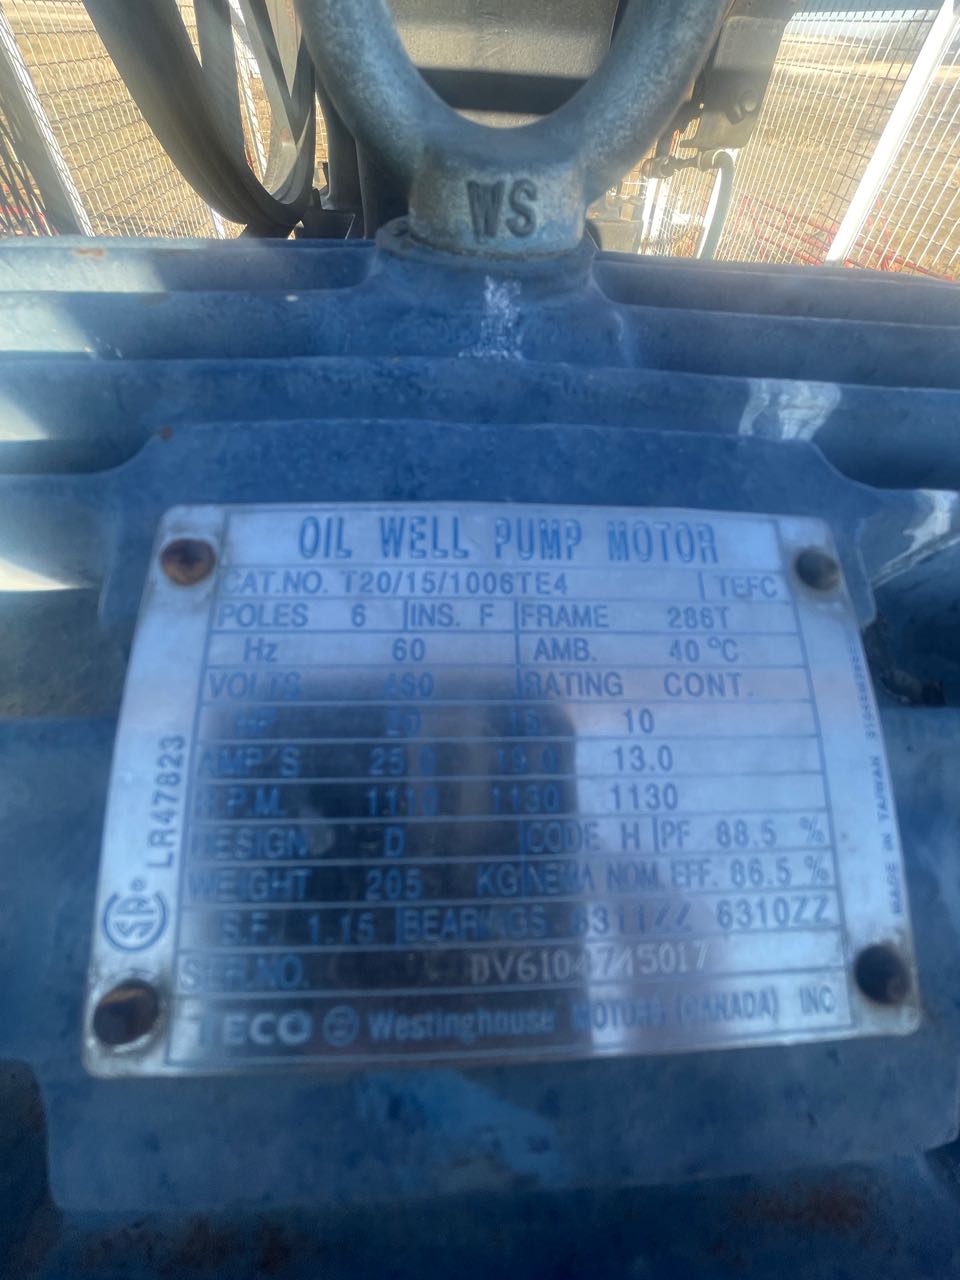 WS
OIL WELL PUMP MOTOR
CAT.NO. T20/15/1006TE4 TEFC
POLES 6 INS. F FRAME 286T
Hz 60 AMB. 40 °C
VOLTS 460 RATING CONT.
HP 20 15 10
AMP'S 25.0 19.0 13.0
R.P.M. 1110 1130 1130
DESIGN D CODE H PF 88.5 %
WEIGHT 205 KG NEMA NOM. EFF. 86.5 %
S.F. 1.15 BEARINGS 6311ZZ 6310ZZ
SER.NO.
TECO Westinghouse MOTORS (CANADA) INC
LR47823
SA
MADE IN TAIWAN